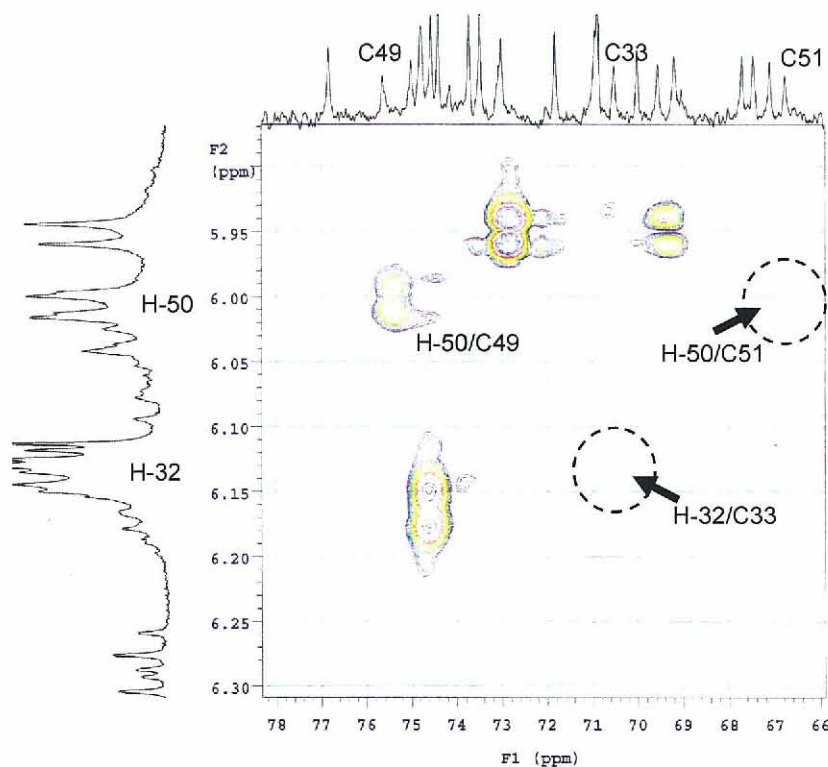 C49
C33
C51
F2
(ppm)
5.95
H-50
6.00
6.05
H-50/C49
H-50/C51
6.10
H-32
6.15
H-32/C33
6.20
6.25
6.30
78 77 76 75 74 73 72 71 70 69 68 67 66
F1 (ppm)